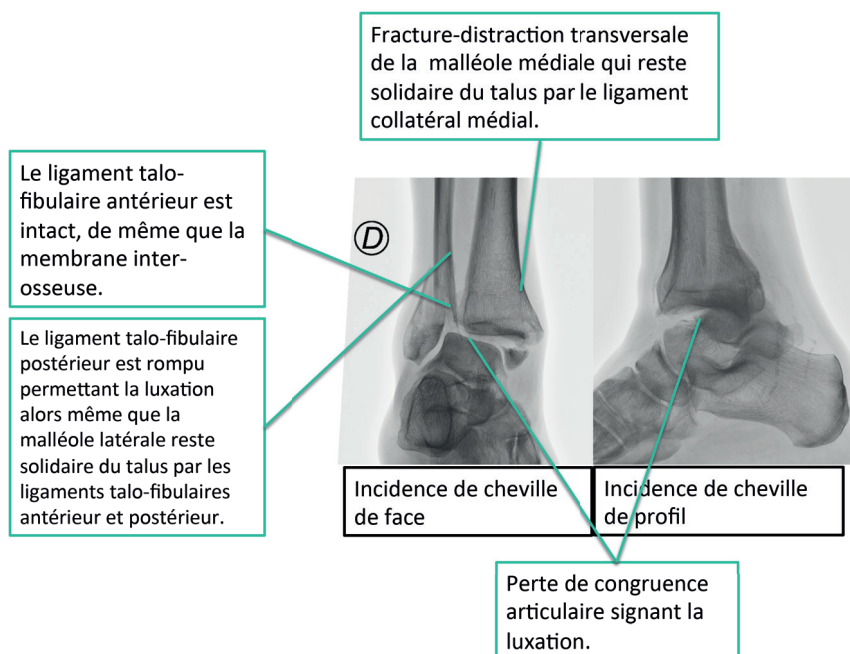 Fracture-distraction transversale
de la malléole médiale qui reste
solidaire du talus par le ligament
collatéral médial.
Le ligament talo-
fibulaire antérieur est
intact, de même que la
membrane inter-
osseuse.
Le ligament talo-fibulaire
postérieur est rompu
permettant la luxation
alors même que la
malléole latérale reste
solidaire du talus par les
ligaments talo-fibulaires
antérieur et postérieur.
D
Incidence de cheville
de face
Incidence de cheville
de profil
Perte de congruence
articulaire signant la
luxation.